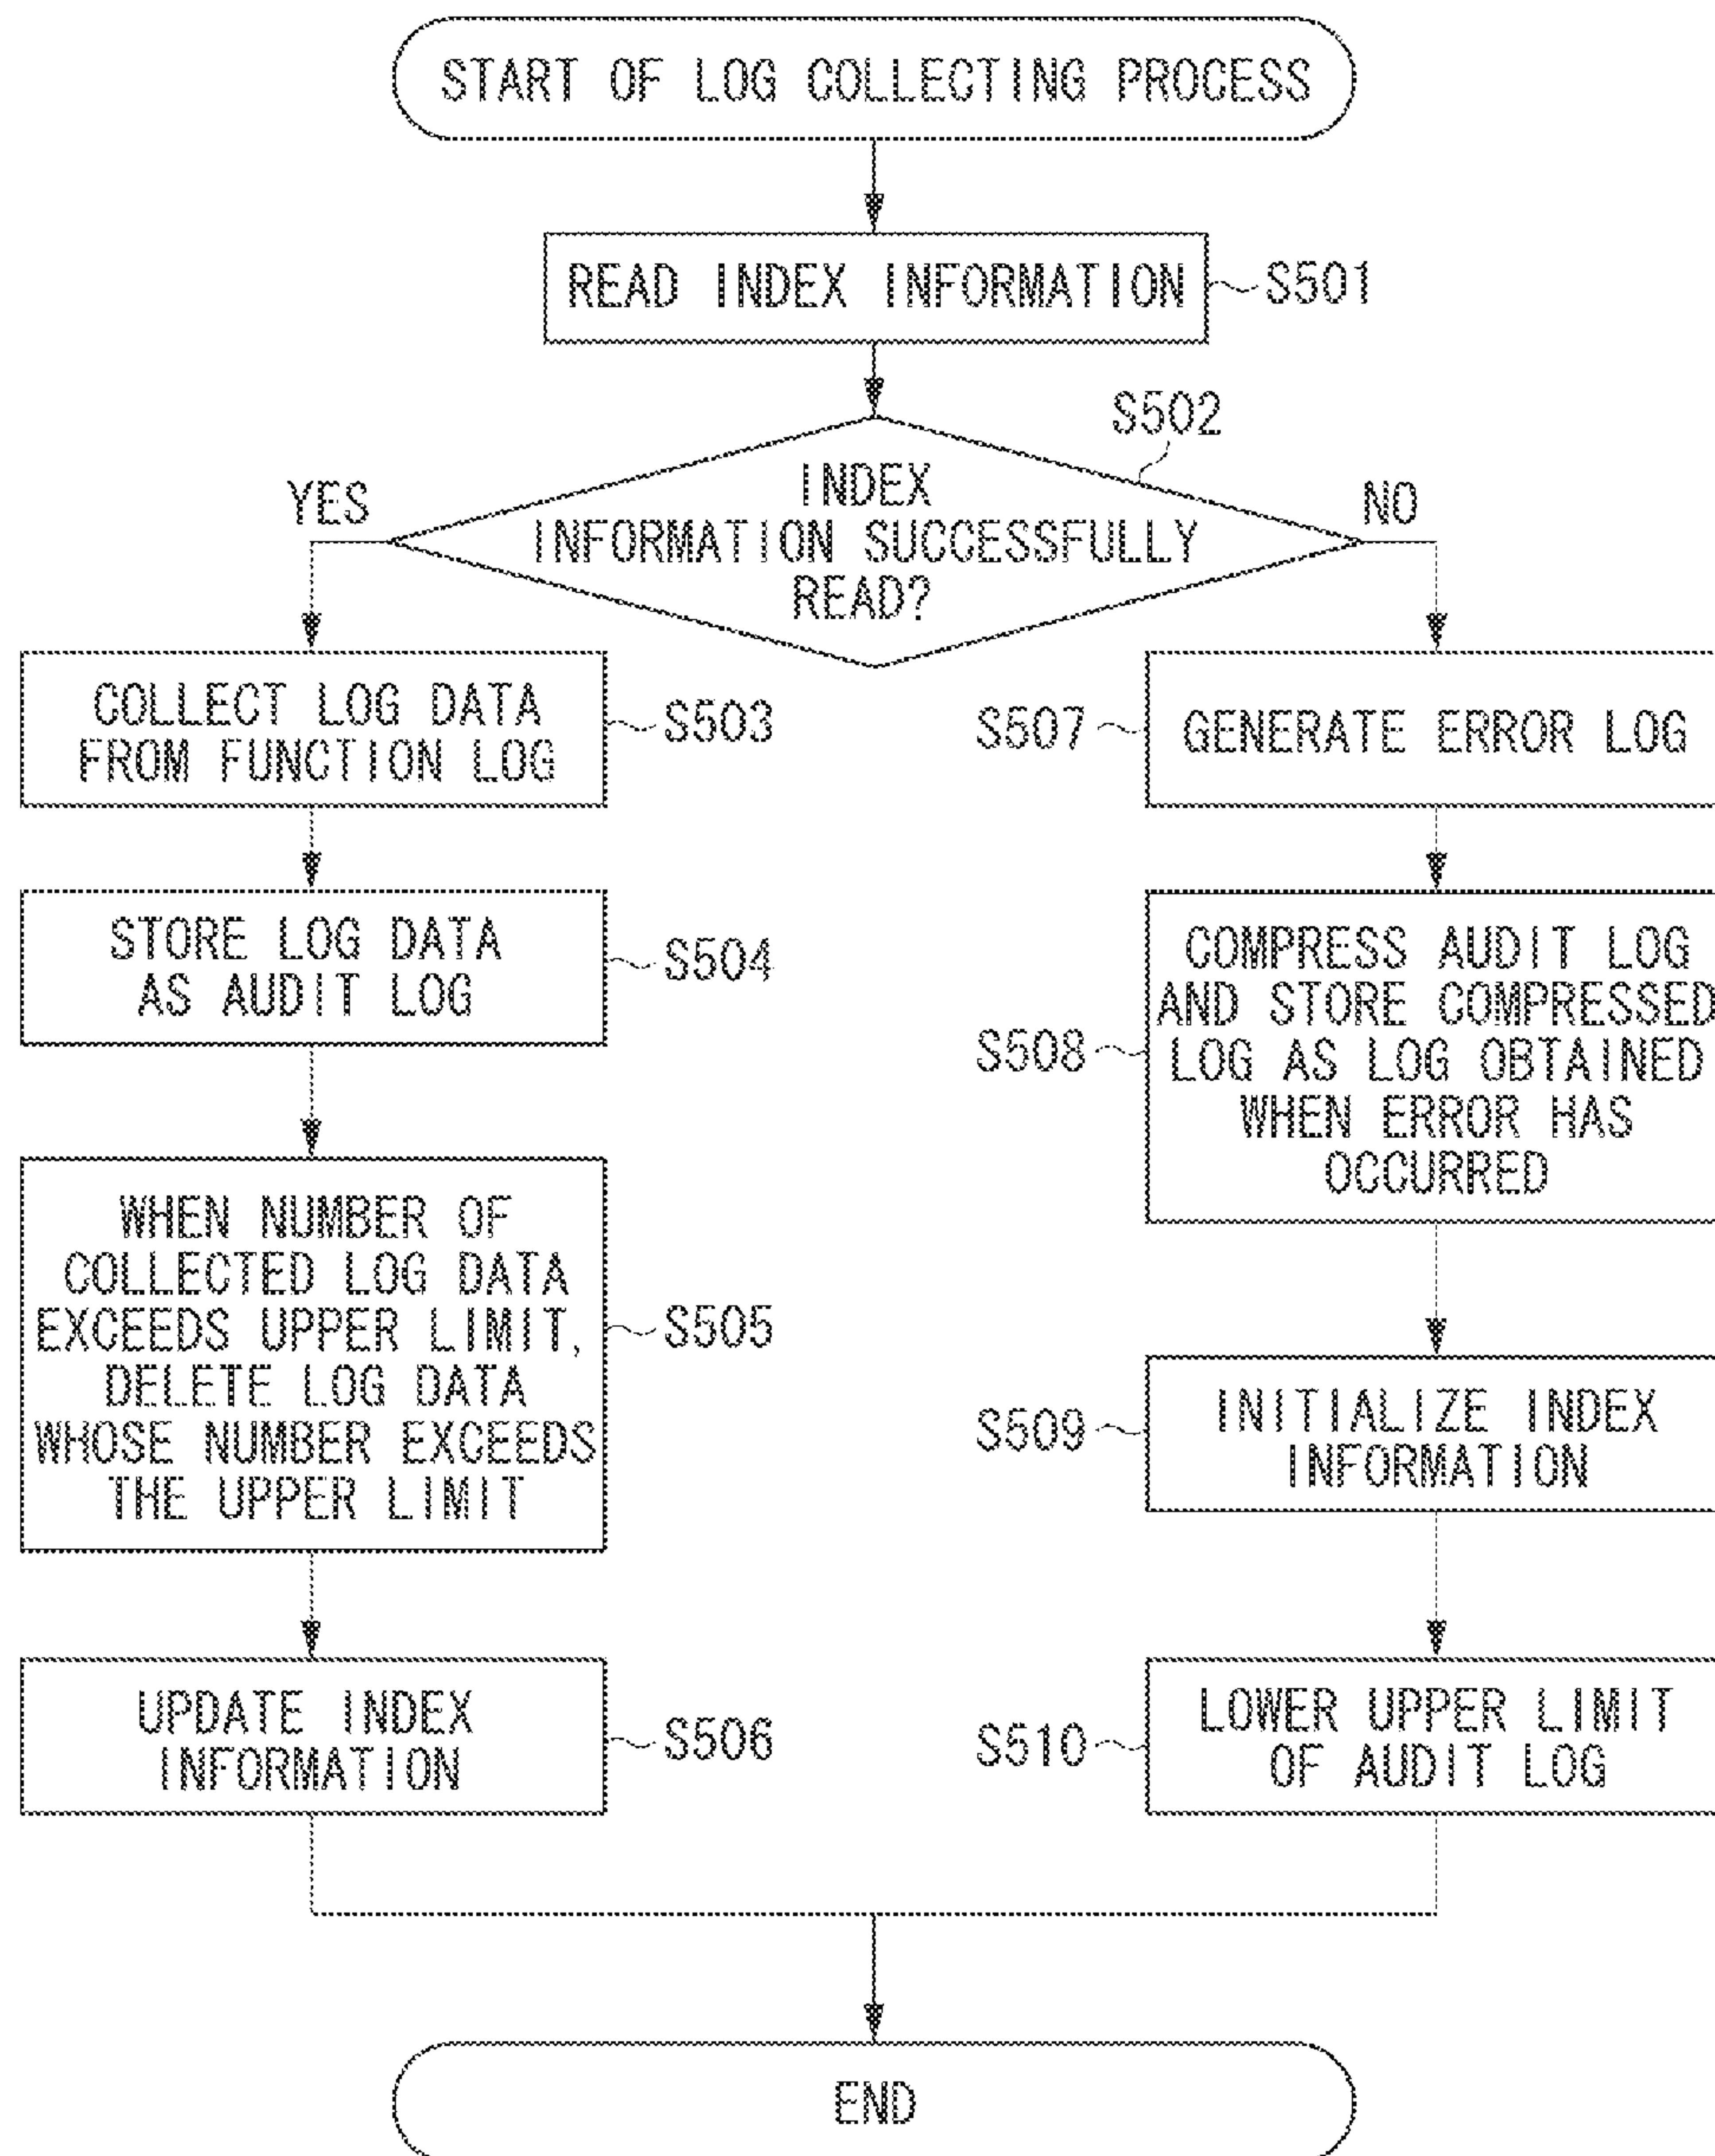 START OF LOG COLLECTING PROCESS
READ INDEX INFORMATION
S501
S502
INDEX
INFORMATION SUCCESSFULLY
READ?
YES
NO
COLLECT LOG DATA
FROM FUNCTION LOG
S503
STORE LOG DATA
AS AUDIT LOG
S504
WHEN NUMBER OF
COLLECTED LOG DATA
EXCEEDS UPPER LIMIT,
DELETE LOG DATA
WHOSE NUMBER EXCEEDS
THE UPPER LIMIT
S505
UPDATE INDEX
INFORMATION
S506
S507
GENERATE ERROR LOG
S508
COMPRESS AUDIT LOG
AND STORE COMPRESSED
LOG AS LOG OBTAINED
WHEN ERROR HAS
OCCURRED
S509
INITIALIZE INDEX
INFORMATION
S510
LOWER UPPER LIMIT
OF AUDIT LOG
END